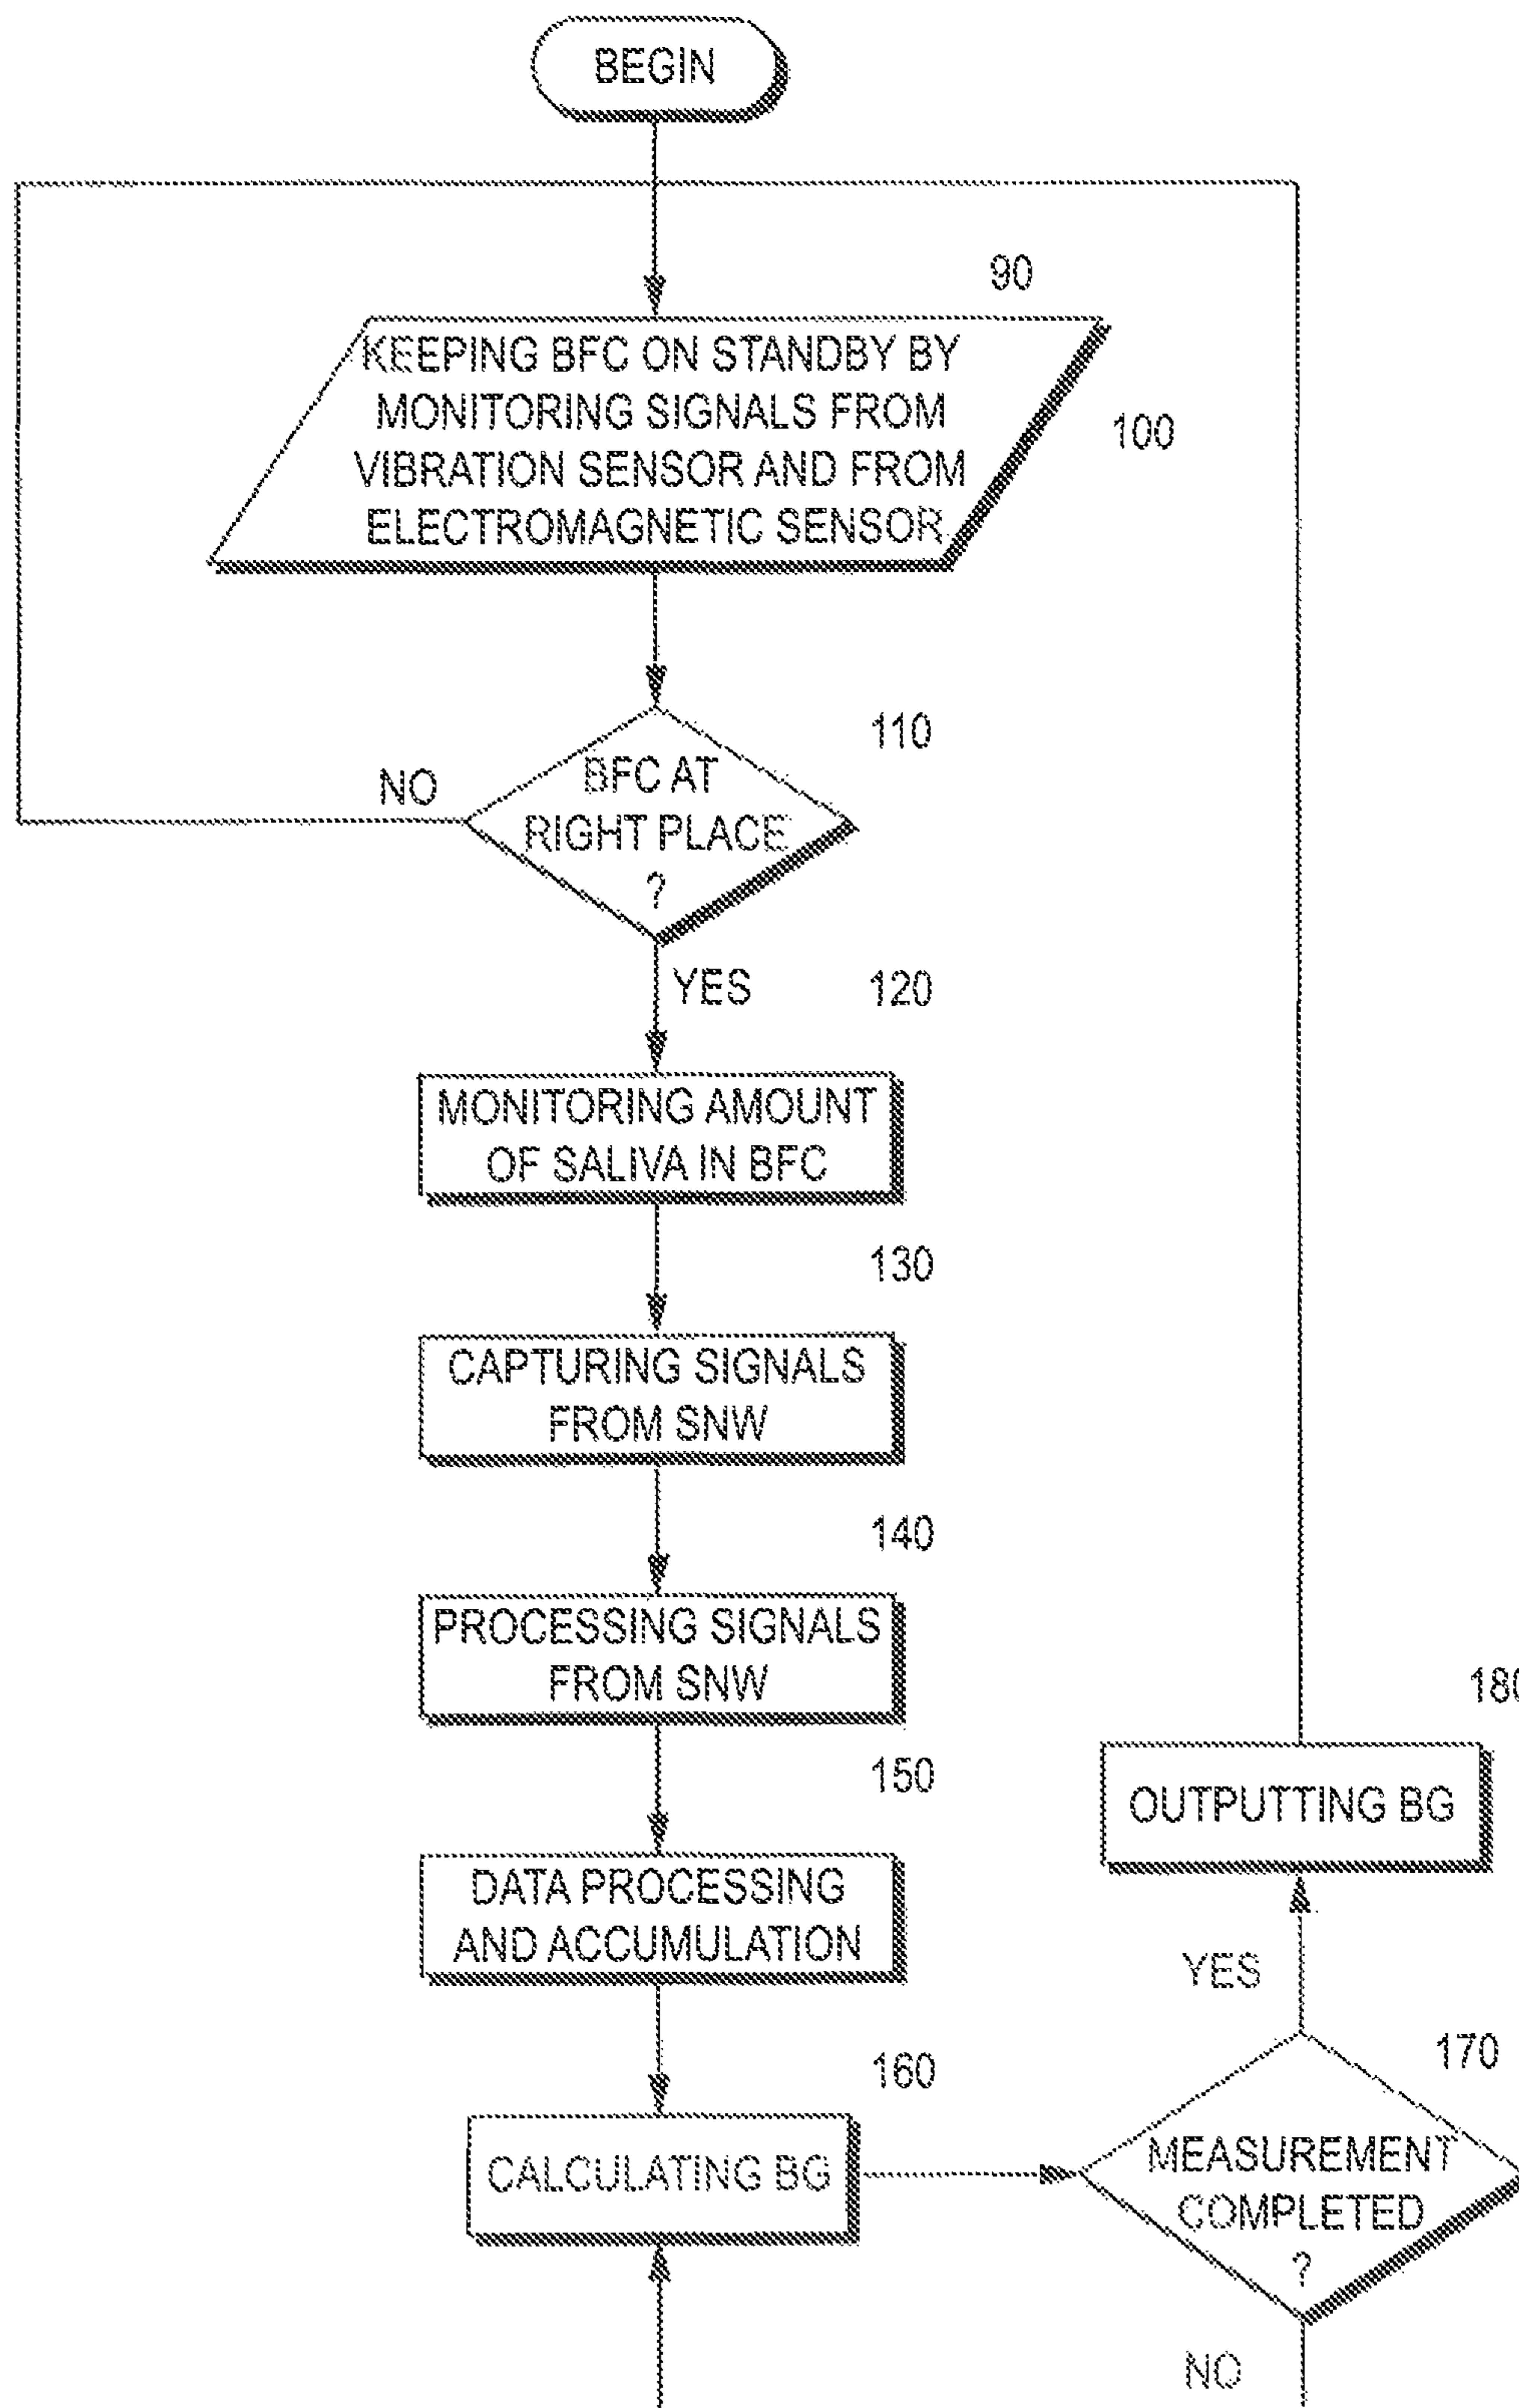 BEGIN
90
KEEPING BFC ON STANDBY BY
MONITORING SIGNALS FROM
VIBRATION SENSOR AND FROM
ELECTROMAGNETIC SENSOR
100
110
BFC AT
RIGHT PLACE
?
NO
YES
120
MONITORING AMOUNT
OF SALIVA IN BFC
130
CAPTURING SIGNALS
FROM SNW
140
PROCESSING SIGNALS
FROM SNW
150
DATA PROCESSING
AND ACCUMULATION
160
CALCULATING BG
170
MEASUREMENT
COMPLETED
?
NO
YES
180
OUTPUTTING BG